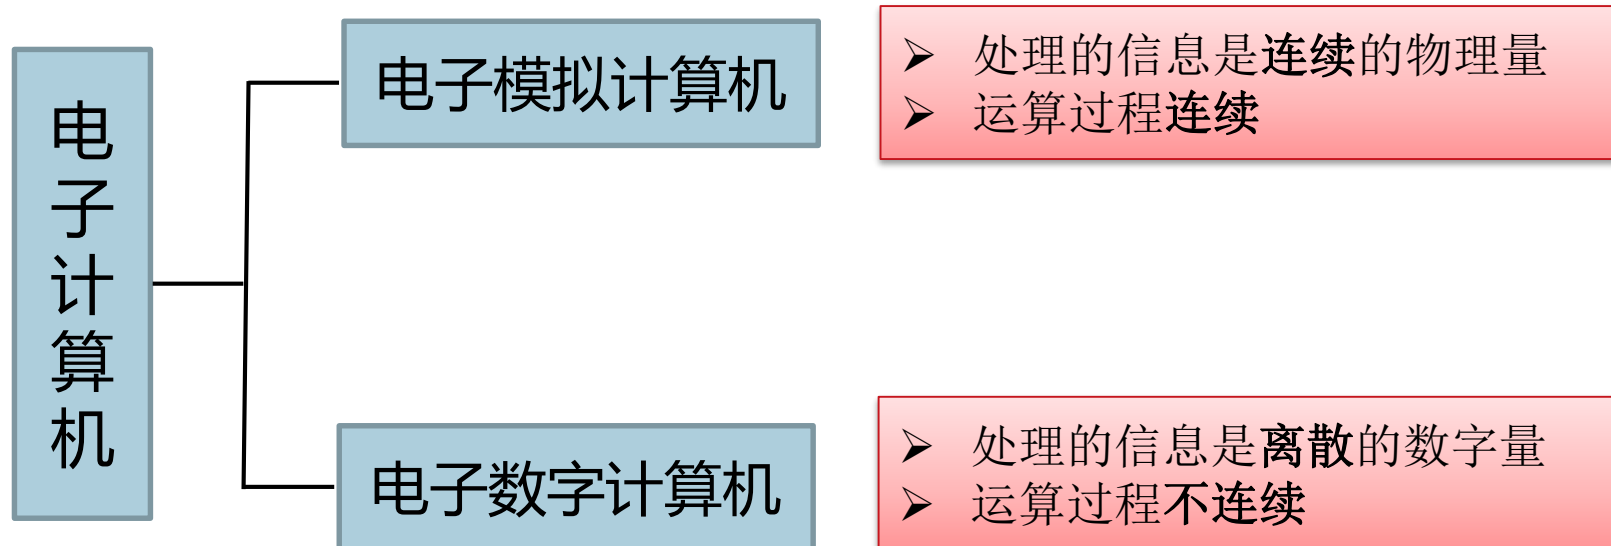 电子计算机
电子模拟计算机
➢ 处理的信息是连续的物理量
➢ 运算过程连续
电子数字计算机
➢ 处理的信息是离散的数字量
➢ 运算过程不连续